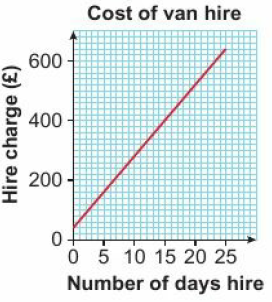 Cost of van hire
Hire charge (£)
600
400
200
0
0 5 10 15 20 25
Number of days hire